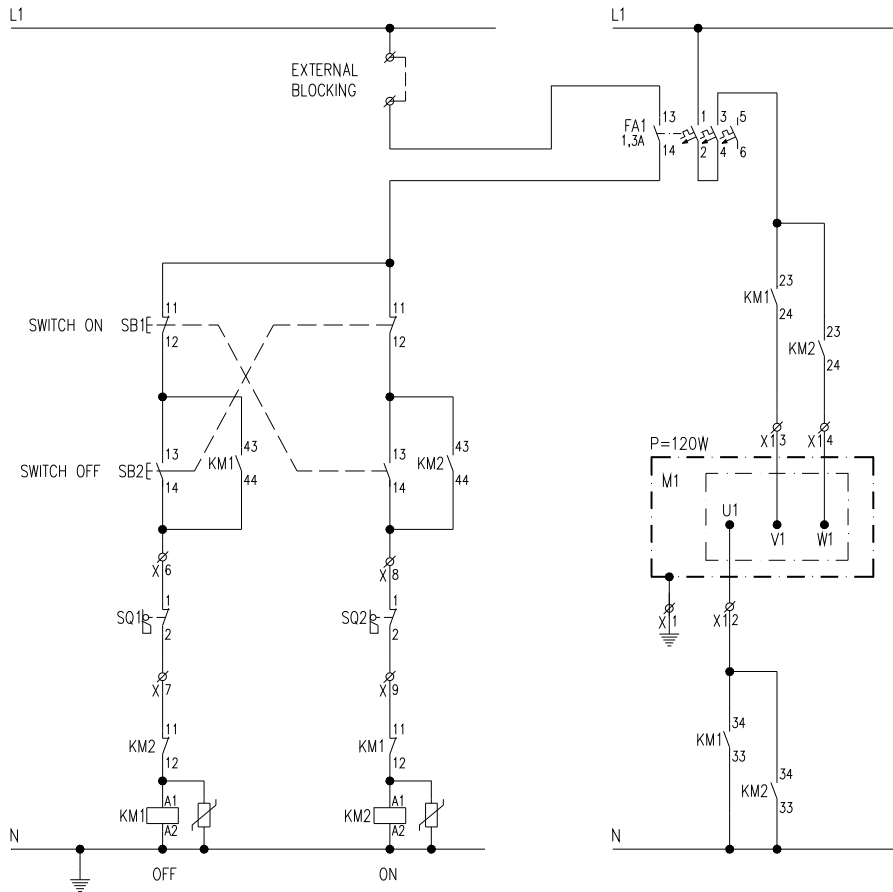 L1
L1
EXTERNAL
BLOCKING
13
1
3
5
FA1
1,3A
14
2
4
6
23
KM1
24
23
KM2
24
11
11
SWITCH ON
SB1
12
12
P=120W
X1
3
X1
4
M1
13
43
13
43
SWITCH OFF
SB2
KM1
KM2
14
44
14
44
U1
V1
W1
X
6
X
8
1
1
SQ1
SQ2
2
2
X
1
X1
2
X
7
X
9
11
11
KM2
KM1
12
12
34
KM1
33
34
KM2
33
A1
A1
KM1
KM2
A2
A2
N
N
OFF
ON